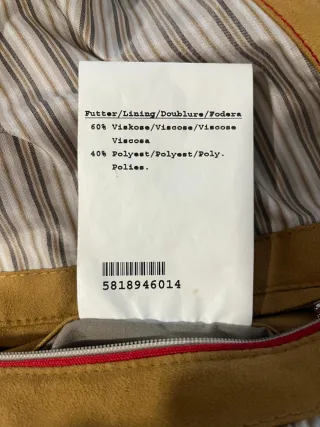 Futter/Lining/Doublure/Fodera
60% Viskose/Viscose/Viscose
Viscosa
40% Polyest/Polyest/Poly.
Polies.
5818946014